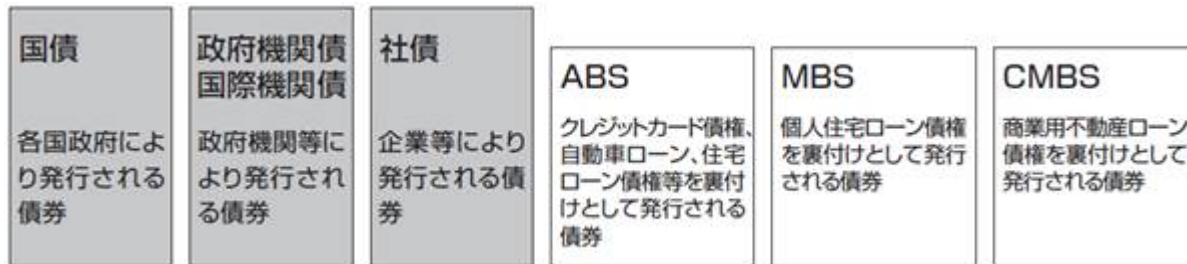 国債
各国政府によ
り発行される
債券
政府機関債
国際機関債
政府機関等に
より発行され
る債券
社債
企業等により
発行される債
券
ABS
クレジットカード債権、
自動車ローン、住宅
ローン債権等を裏付
けとして発行される
債券
MBS
個人住宅ローン債権
を裏付けとして発行
される債券
CMBS
商業用不動産ローン
債権を裏付けとして
発行される債券